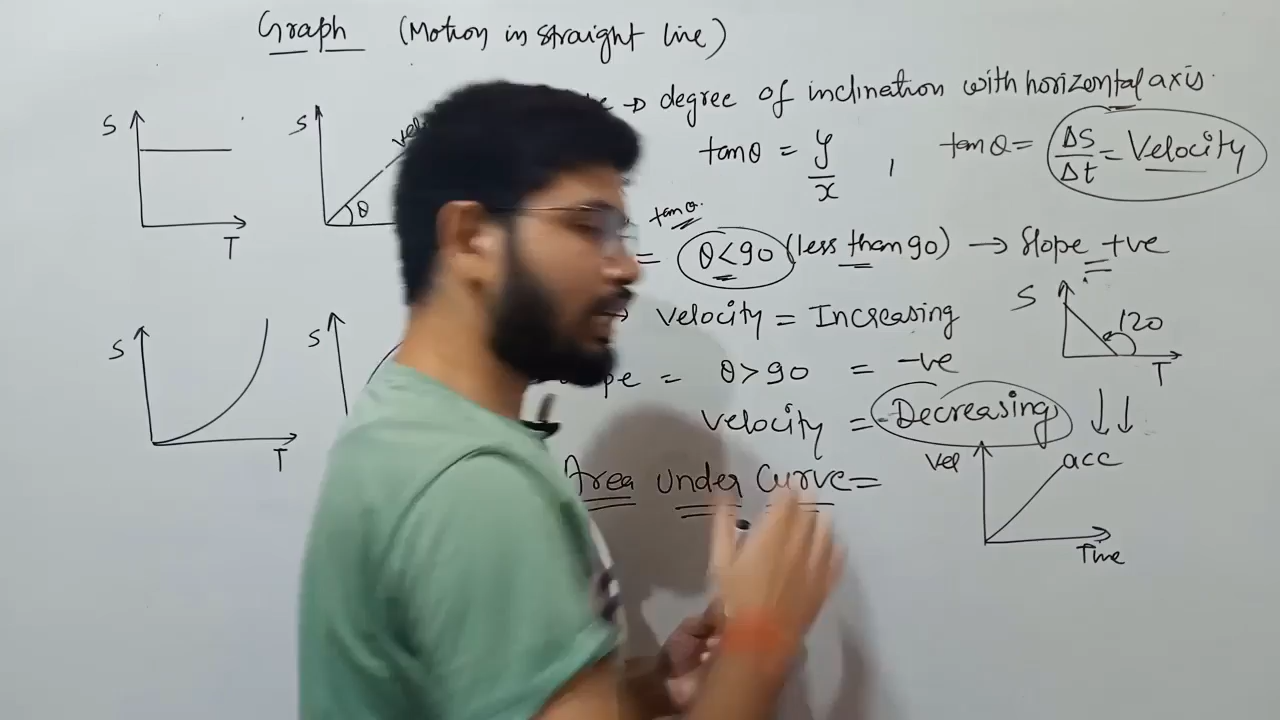 Graph (Motion in straight line)
→ degree of inclination with horizontal axis.
tanθ = y/x , tanθ = ΔS/Δt = Velocity
S
T
S
θ
tanθ.
= θ<90 (less than 90) → Slope +ve
velocity = Increasing
S
120
T
= θ>90 = -ve
velocity = Decreasing ↓↓
S
T
S
Area under Curve =
Vel
acc
Time